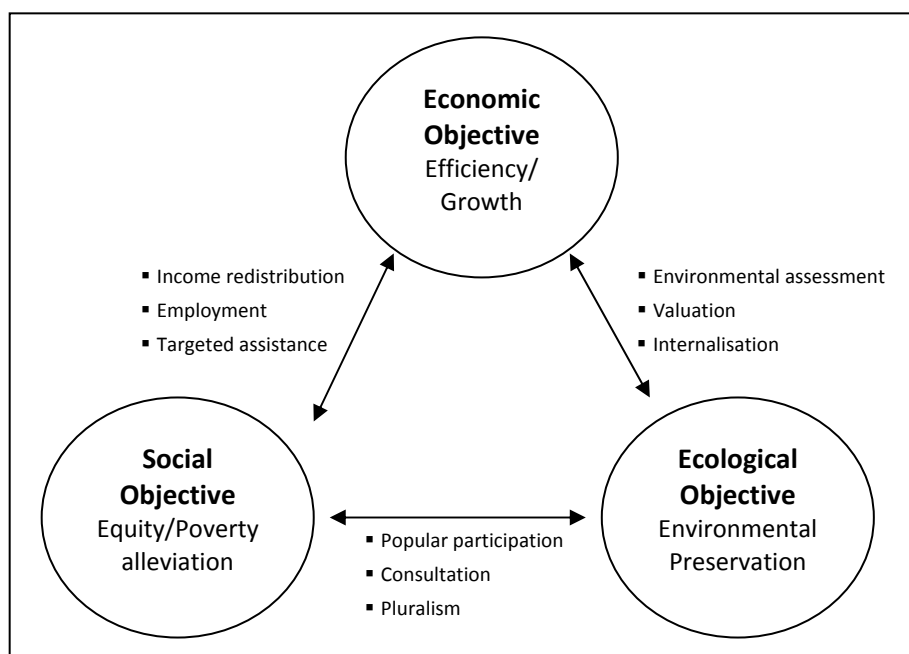 Economic
Objective
Efficiency/
Growth
▪ Income redistribution
▪ Employment
▪ Targeted assistance
▪ Environmental assessment
▪ Valuation
▪ Internalisation
Social
Objective
Equity/Poverty
alleviation
Ecological
Objective
Environmental
Preservation
▪ Popular participation
▪ Consultation
▪ Pluralism